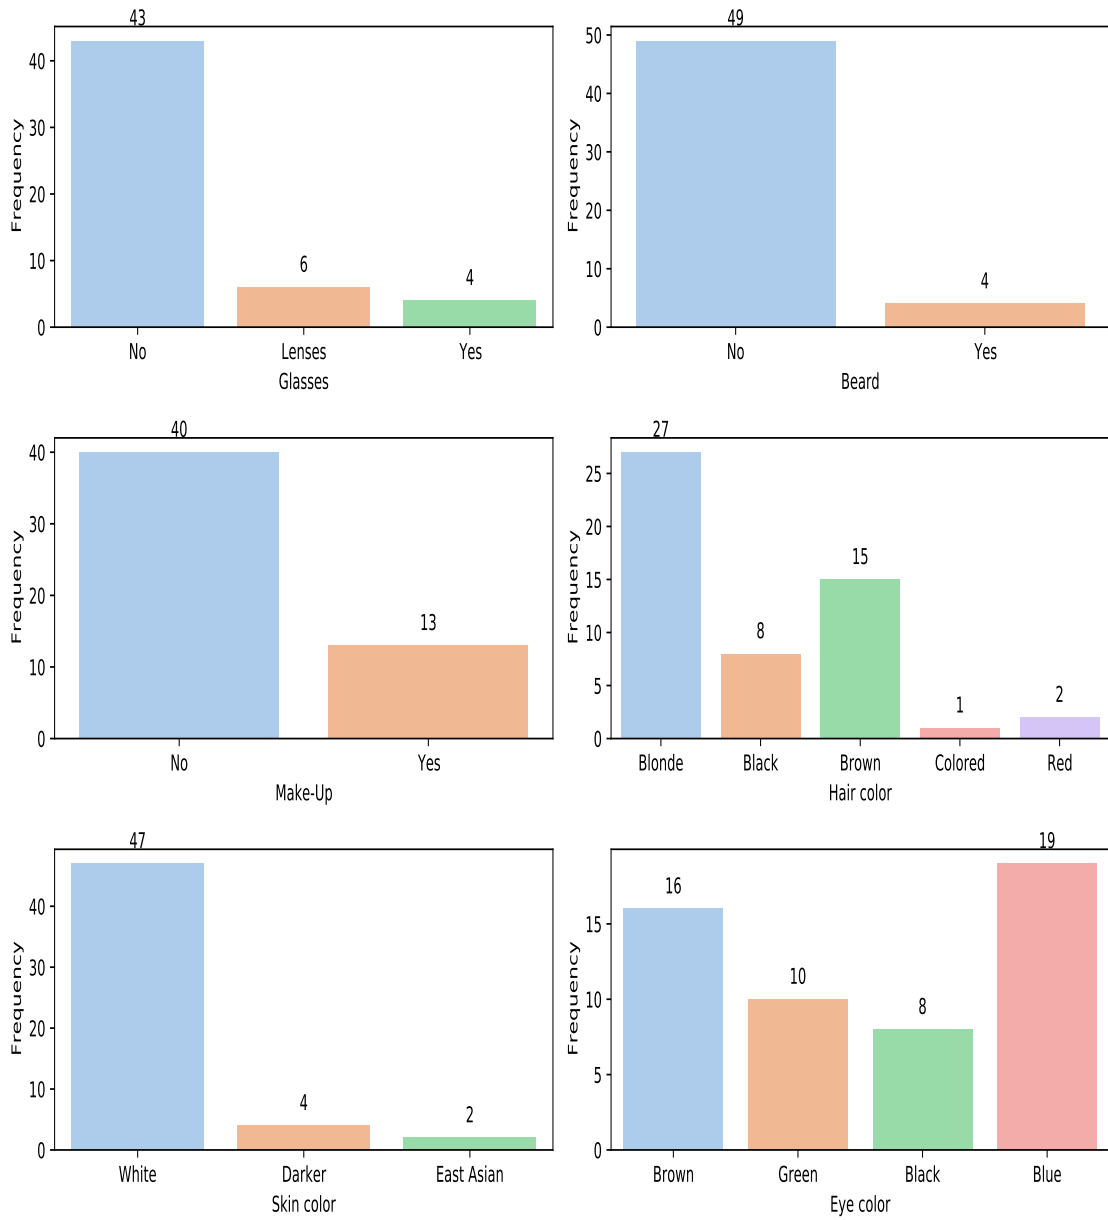 43
Frequency
40
30
20
10
0
6
4
No Lenses Yes
Glasses
49
Frequency
50
40
30
20
10
0
4
No Yes
Beard
40
Frequency
40
30
20
10
0
13
No Yes
Make-Up
27
Frequency
25
20
15
10
5
0
8
15
1
2
Blonde Black Brown Colored Red
Hair color
47
Frequency
40
30
20
10
0
4
2
White Darker East Asian
Skin color
19
Frequency
15
10
5
0
16
10
8
Brown Green Black Blue
Eye color